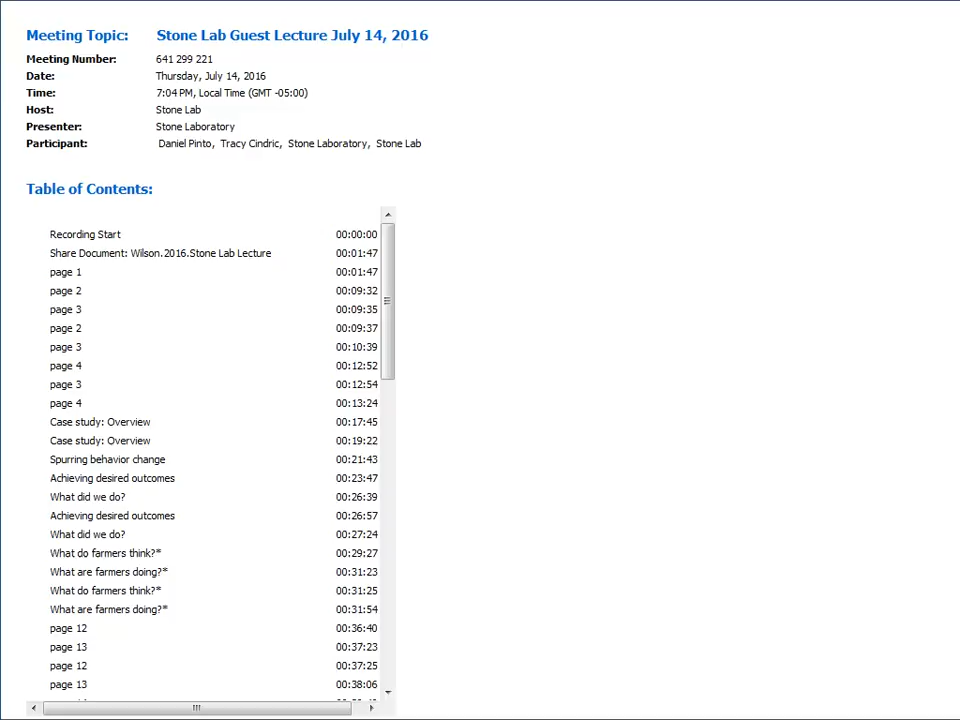 Meeting Topic: Stone Lab Guest Lecture July 14, 2016
Meeting Number: 641 299 221
Date: Thursday, July 14, 2016
Time: 7:04 PM, Local Time (GMT -05:00)
Host: Stone Lab
Presenter: Stone Laboratory
Participant: Daniel Pinto, Tracy Cindric, Stone Laboratory, Stone Lab
Table of Contents:
Recording Start 00:00:00
Share Document: Wilson.2016.Stone Lab Lecture 00:01:47
page 1 00:01:47
page 2 00:09:32
page 3 00:09:35
page 2 00:09:37
page 3 00:10:39
page 4 00:12:52
page 3 00:12:54
page 4 00:13:24
Case study: Overview 00:17:45
Case study: Overview 00:19:22
Spurring behavior change 00:21:43
Achieving desired outcomes 00:23:47
What did we do? 00:26:39
Achieving desired outcomes 00:26:57
What did we do? 00:27:24
What do farmers think?* 00:29:27
What are farmers doing?* 00:31:23
What do farmers think?* 00:31:25
What are farmers doing?* 00:31:54
page 12 00:36:40
page 13 00:37:23
page 12 00:37:25
page 13 00:38:06